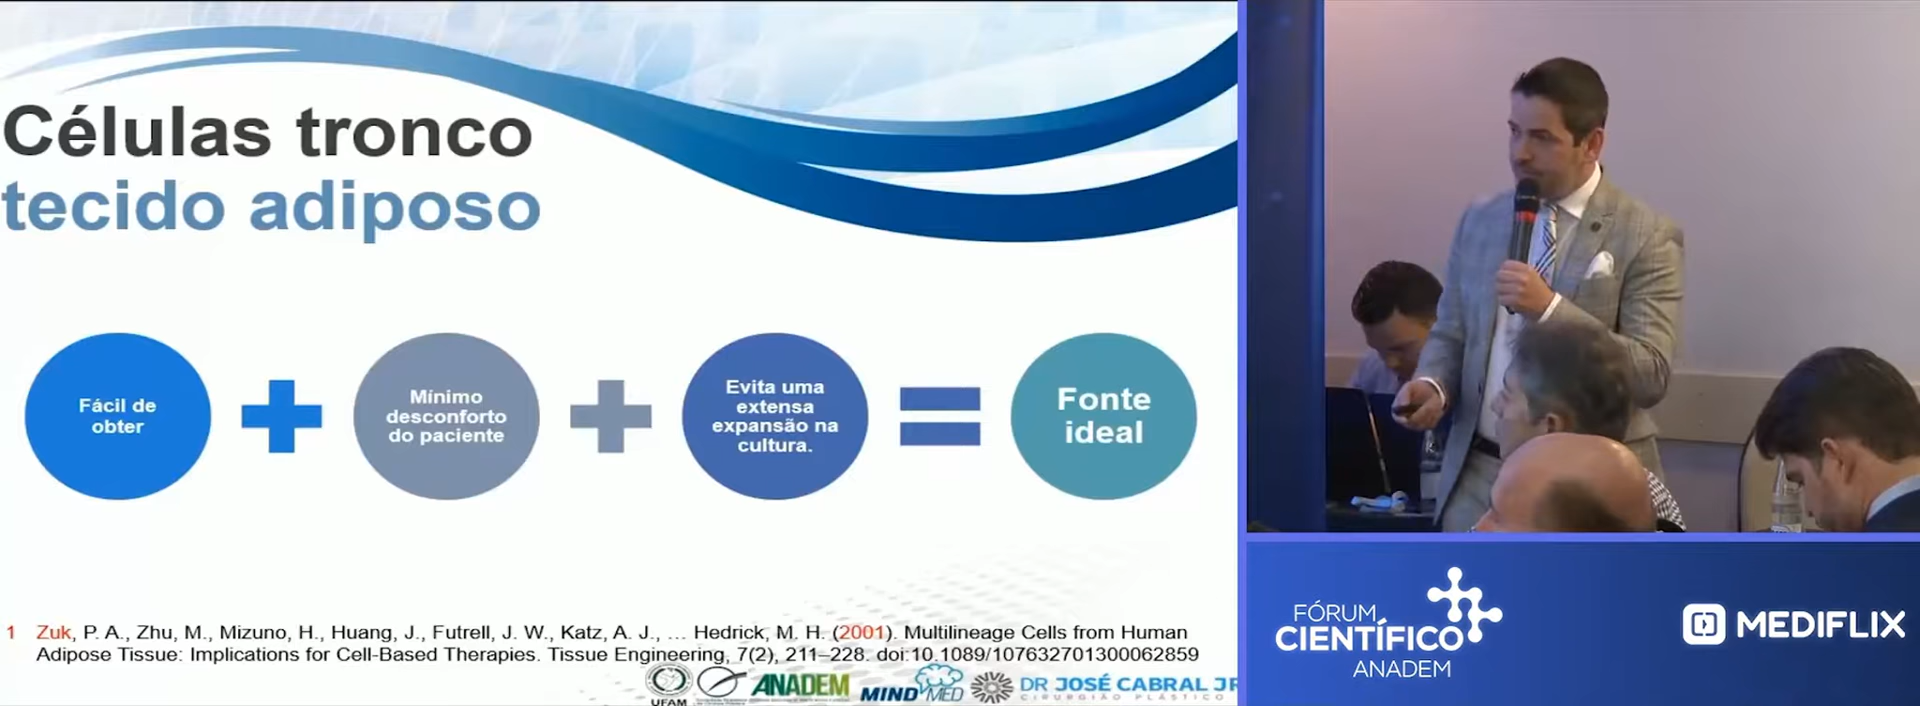 Células tronco
tecido adiposo
Fácil de
obter
Mínimo
desconforto
do paciente
Evita uma
extensa
expansão na
cultura.
Fonte
ideal
1 Zuk, P. A., Zhu, M., Mizuno, H., Huang, J., Futrell, J. W., Katz, A. J., … Hedrick, M. H. (2001). Multilineage Cells from Human
Adipose Tissue: Implications for Cell-Based Therapies. Tissue Engineering, 7(2), 211–228. doi:10.1089/107632701300062859
UFAM
ANADEM
MIND MED
DR JOSÉ CABRAL JR
CIRURGIÃO PLÁSTICO
FÓRUM
CIENTÍFICO
ANADEM
MEDIFLIX